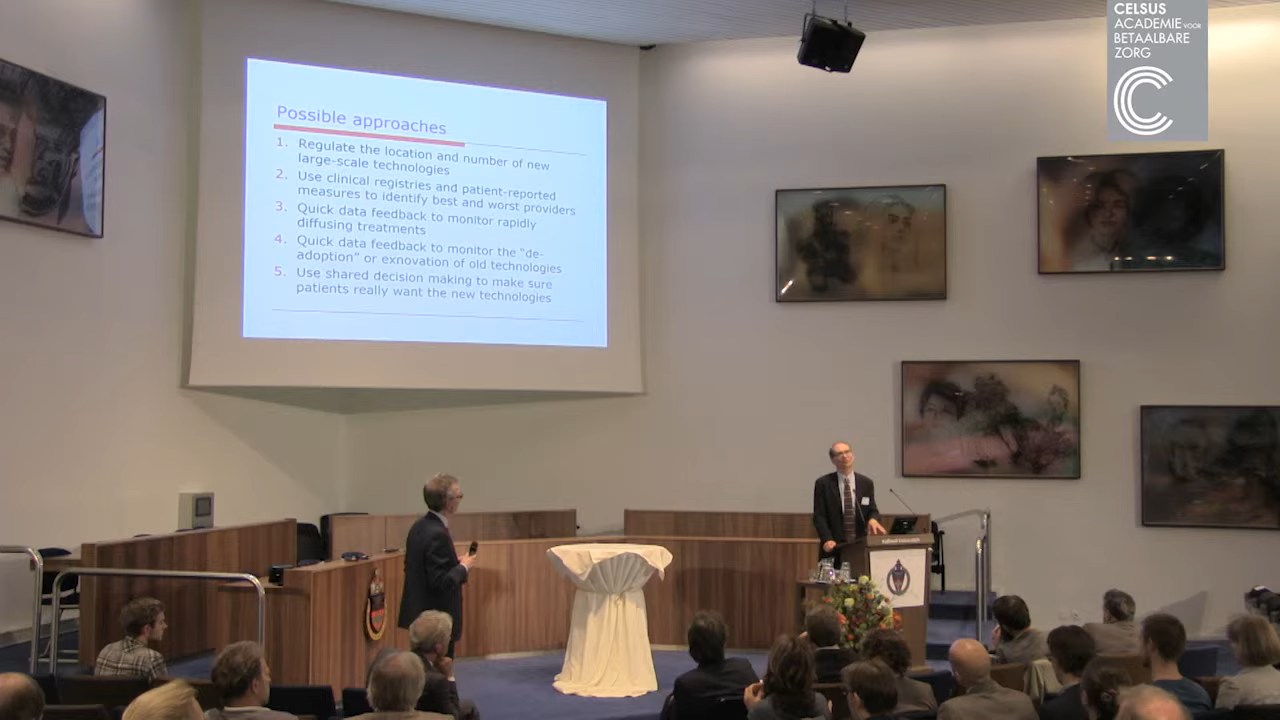 CELSUS
ACADEMIE VOOR
BETAALBARE
ZORG
Possible approaches
1. Regulate the location and number of new
large-scale technologies
2. Use clinical registries and patient-reported
measures to identify best and worst providers
3. Quick data feedback to monitor rapidly
diffusing treatments
4. Quick data feedback to monitor the "de-
adoption" or exnovation of old technologies
5. Use shared decision making to make sure
patients really want the new technologies